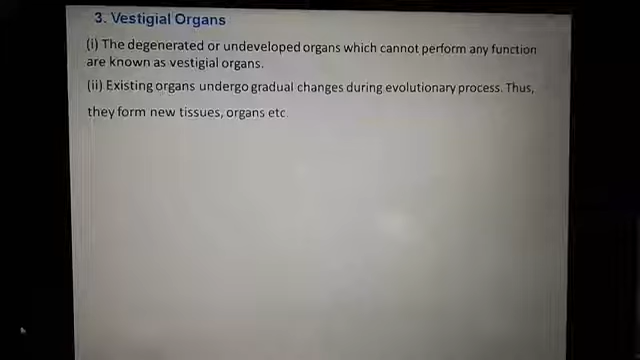 3. Vestigial Organs
(i) The degenerated or undeveloped organs which cannot perform any function
are known as vestigial organs.
(ii) Existing organs undergo gradual changes during evolutionary process. Thus,
they form new tissues, organs etc.